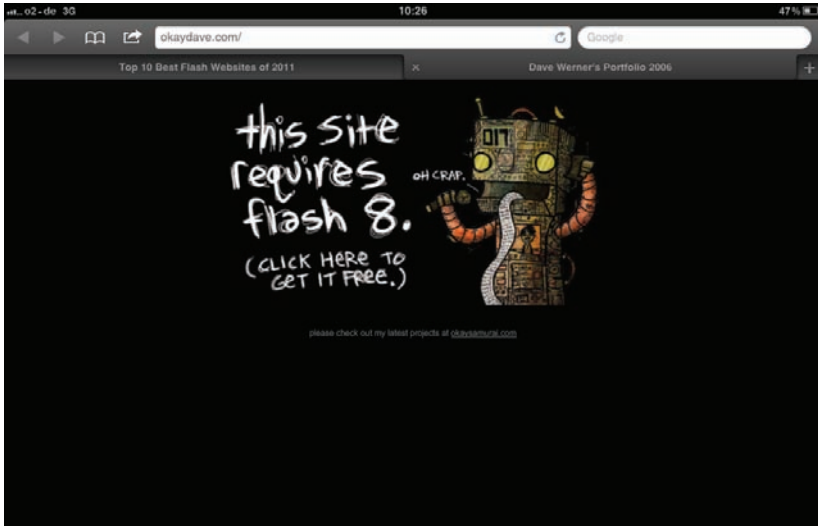 o2-de 3G 10:26 47%
okaydave.com/ Google
Top 10 Best Flash Websites of 2011 Dave Werner's Portfolio 2006
this site
requires
flash 8.
(CLICK HERE TO
GET IT FREE.)
OH CRAP.
017
please check out my latest projects at okaysamurai.com